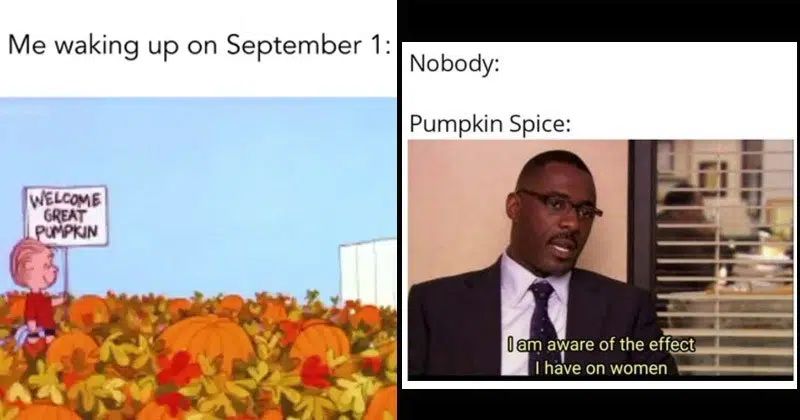 Me waking up on September 1:
WELCOME
GREAT
PUMPKIN
Nobody:
Pumpkin Spice:
I am aware of the effect
I have on women